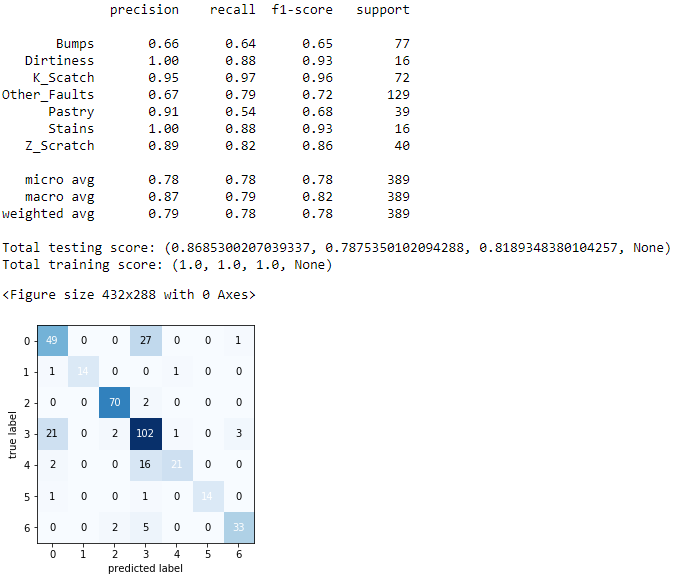 precision recall f1-score support
Bumps 0.66 0.64 0.65 77
Dirtiness 1.00 0.88 0.93 16
K_Scatch 0.95 0.97 0.96 72
Other_Faults 0.67 0.79 0.72 129
Pastry 0.91 0.54 0.68 39
Stains 1.00 0.88 0.93 16
Z_Scratch 0.89 0.82 0.86 40
micro avg 0.78 0.78 0.78 389
macro avg 0.87 0.79 0.82 389
weighted avg 0.79 0.78 0.78 389
Total testing score: (0.8685300207039337, 0.7875350102094288, 0.8189348380104257, None)
Total training score: (1.0, 1.0, 1.0, None)
<Figure size 432x288 with 0 Axes>
0 49 0 0 27 0 0 1
1 1 14 0 0 1 0 0
2 0 0 70 2 0 0 0
true label
3 21 0 2 102 1 0 3
4 2 0 0 16 21 0 0
5 1 0 0 1 0 14 0
6 0 0 2 5 0 0 33
0 1 2 3 4 5 6
predicted label